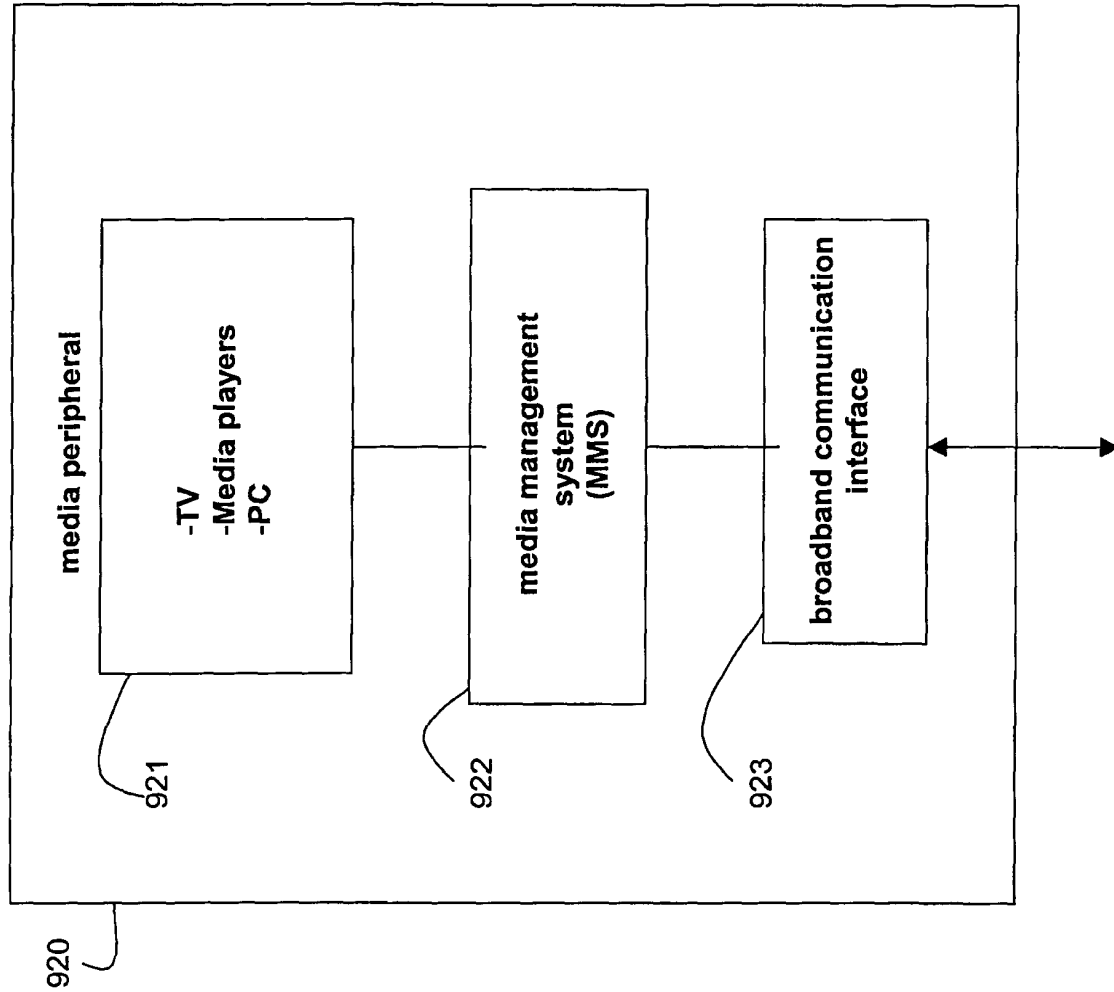 media peripheral
-TV
-Media players
-PC
media management
system
(MMS)
broadband communication
interface
921
922
923
920